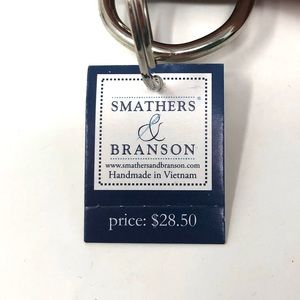 SMATHERS
&
BRANSON
www.smathersandbranson.com
Handmade in Vietnam
price: $28.50